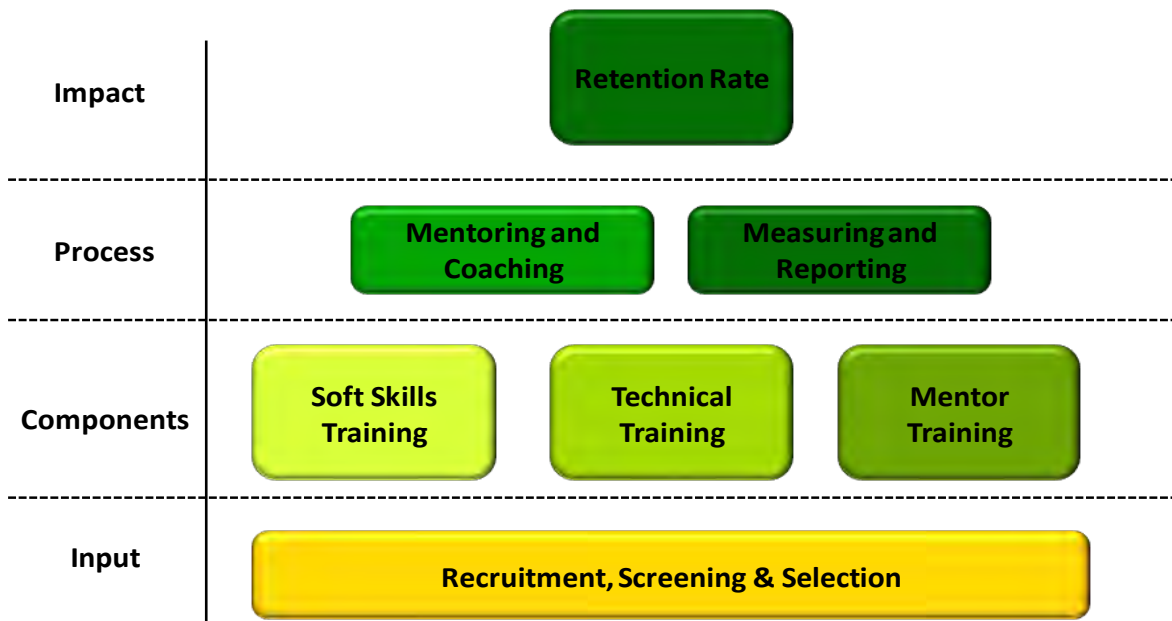 Impact
Retention Rate
Process
Mentoring and
Coaching
Measuring and
Reporting
Components
Soft Skills
Training
Technical
Training
Mentor
Training
Input
Recruitment, Screening & Selection